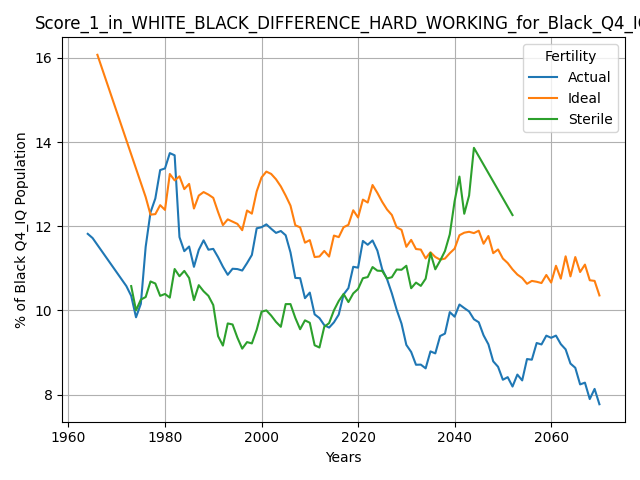 Score_1_in_WHITE_BLACK_DIFFERENCE_HARD_WORKING_for_Black_Q4_IQ
Fertility
Actual
Ideal
Sterile
% of Black Q4_IQ Population
16
14
12
10
8
1960
1980
2000
2020
2040
2060
Years